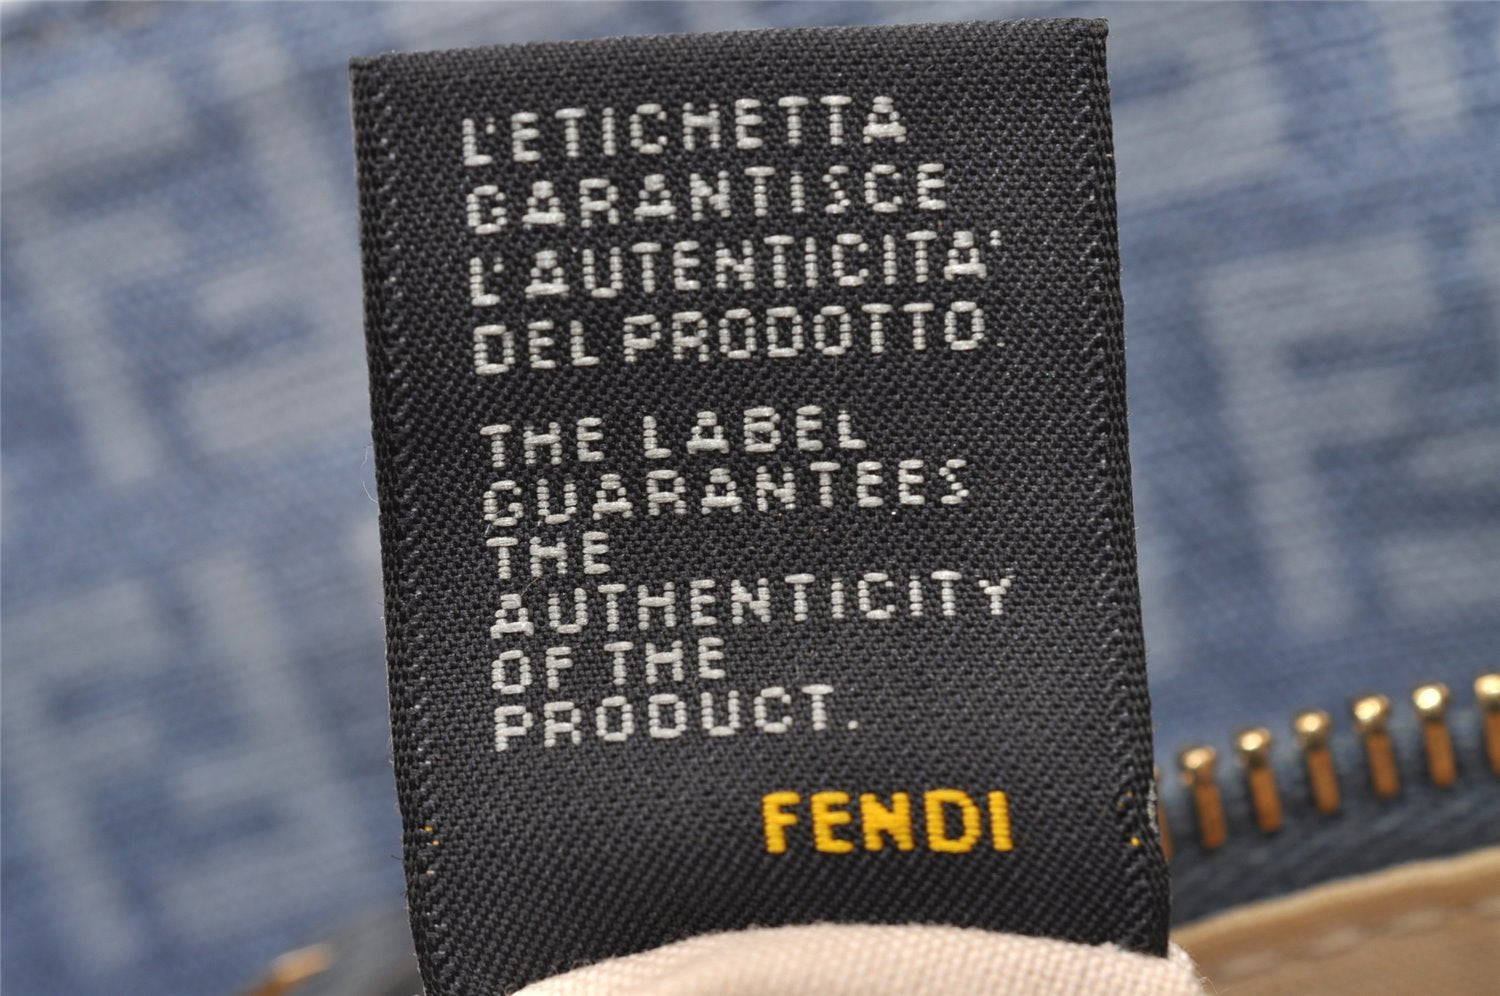 L'ETICHETTA
GARANTISCE
L'AUTENTICITA'
DEL PRODOTTO.
THE LABEL
GUARANTEES
THE
AUTHENTICITY
OF THE
PRODUCT.
FENDI